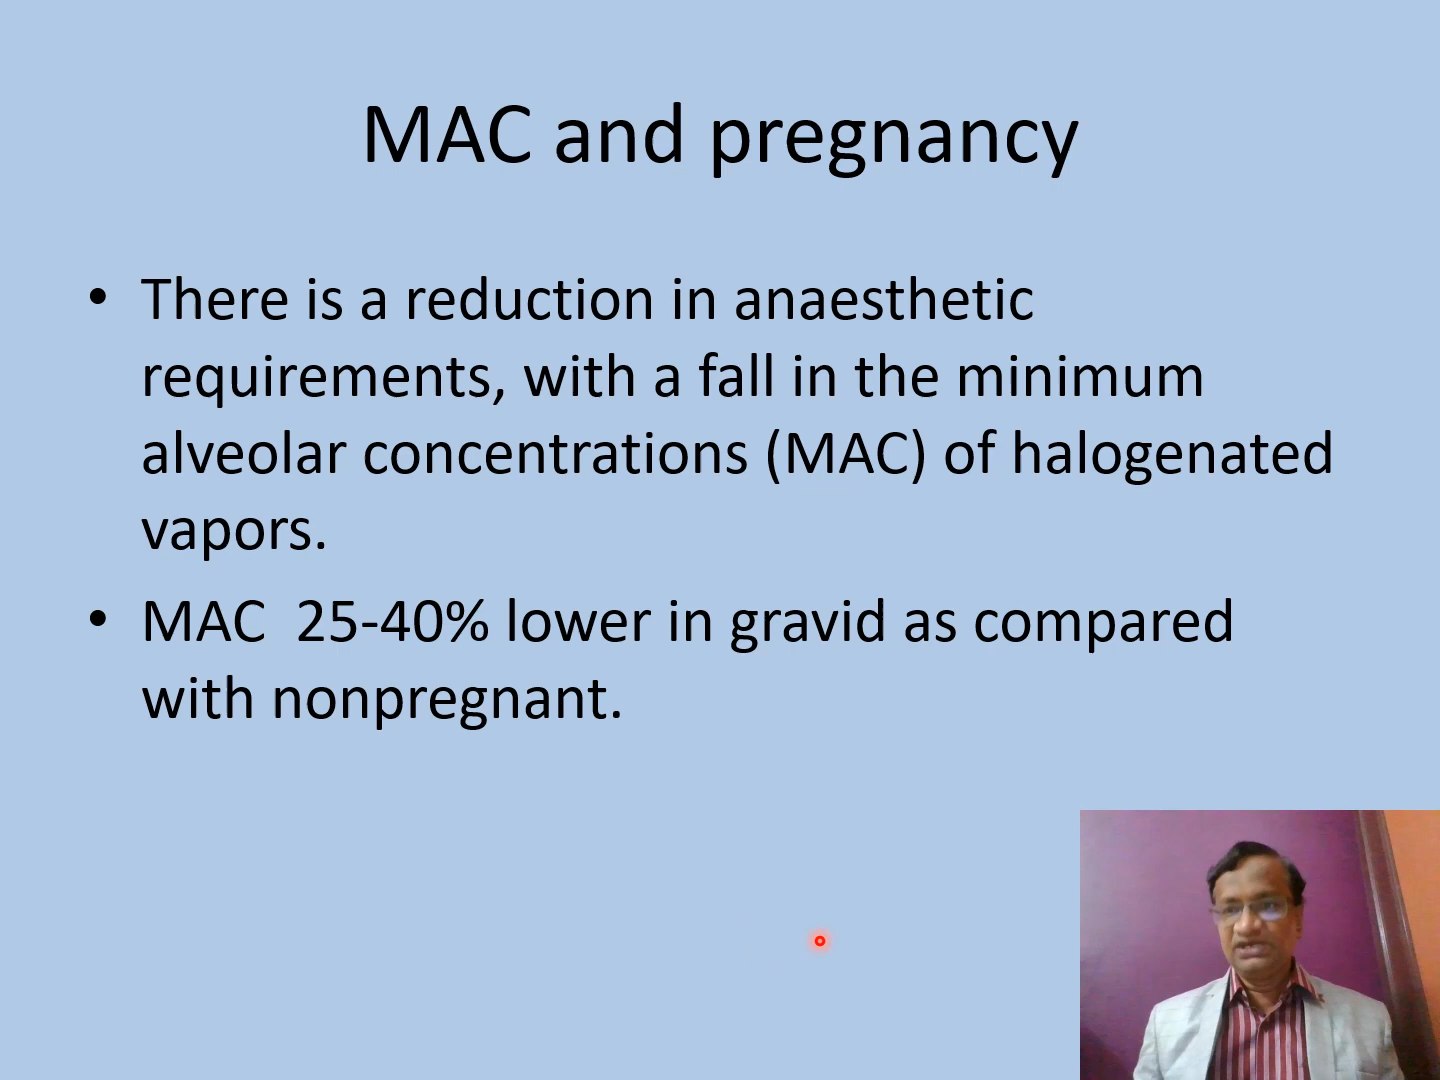 MAC and pregnancy
• There is a reduction in anaesthetic
requirements, with a fall in the minimum
alveolar concentrations (MAC) of halogenated
vapors.
• MAC  25-40% lower in gravid as compared
with nonpregnant.